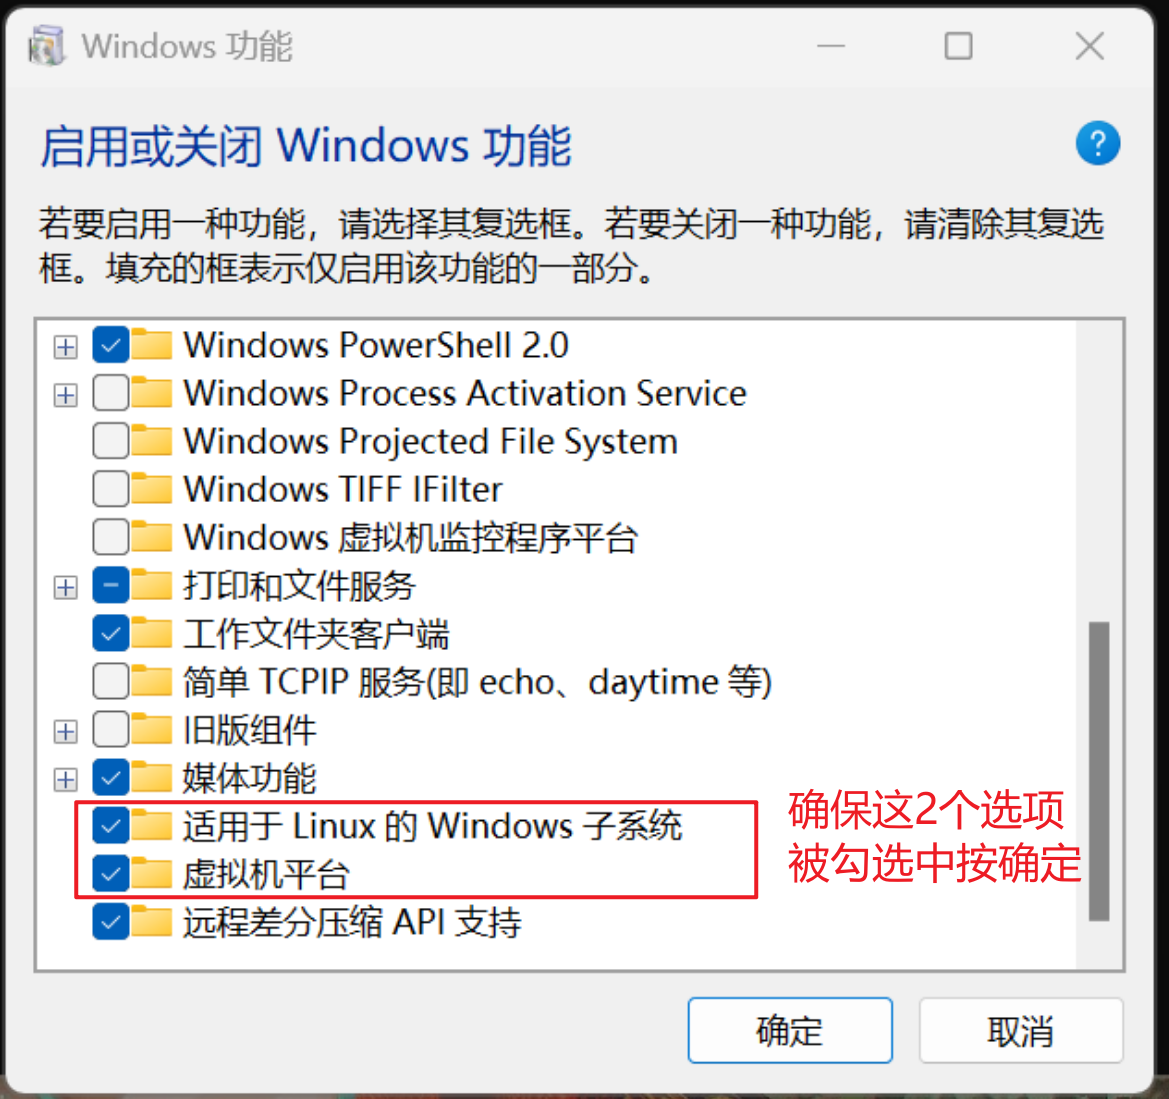 Windows 功能
启用或关闭 Windows 功能
?
若要启用一种功能，请选择其复选框。若要关闭一种功能，请清除其复选
框。填充的框表示仅启用该功能的一部分。
Windows PowerShell 2.0
Windows Process Activation Service
Windows Projected File System
Windows TIFF IFilter
Windows 虚拟机监控程序平台
打印和文件服务
工作文件夹客户端
简单 TCPIP 服务(即 echo、daytime 等)
旧版组件
媒体功能
适用于 Linux 的 Windows 子系统
虚拟机平台
确保这2个选项
被勾选中按确定
远程差分压缩 API 支持
确定
取消